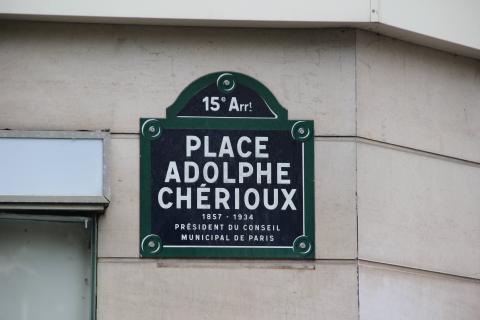 15e Arrt
PLACE
ADOLPHE
CHÉRIOUX
1857 - 1934
PRÉSIDENT DU CONSEIL
MUNICIPAL DE PARIS